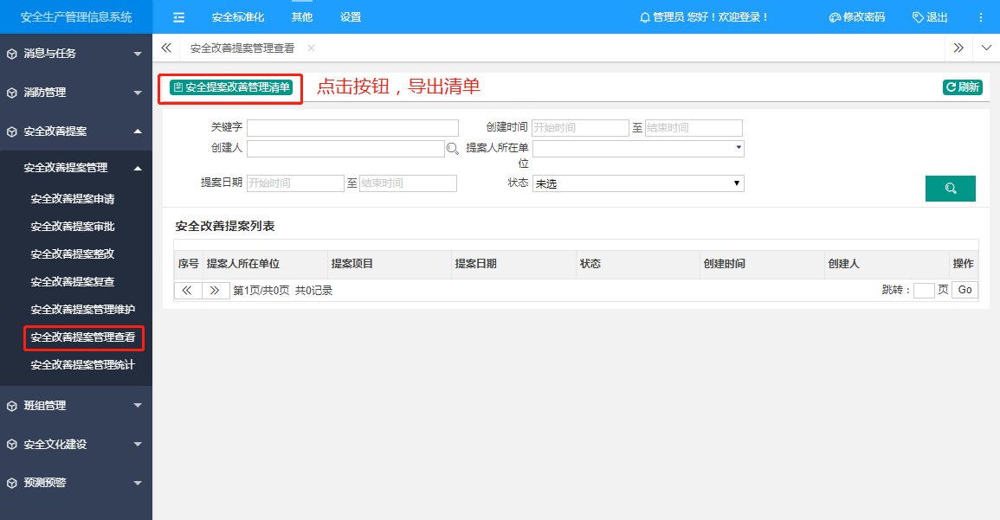 安全生产管理信息系统
安全标准化 其他 设置
管理员 您好！欢迎登录！ 修改密码 退出
消息与任务
消防管理
安全改善提案
安全改善提案管理
安全改善提案申请
安全改善提案审批
安全改善提案整改
安全改善提案复查
安全改善提案管理维护
安全改善提案管理查看
安全改善提案管理统计
班组管理
安全文化建设
预测预警
安全改善提案管理查看
安全提案改善管理清单 点击按钮，导出清单 刷新
关键字 创建时间 开始时间 至 结束时间
创建人 提案人所在单
位
提案日期 开始时间 至 结束时间 状态 未选
安全改善提案列表
序号 提案人所在单位 提案项目 提案日期 状态 创建时间 创建人 操作
第1页/共0页 共0记录 跳转： 页 Go